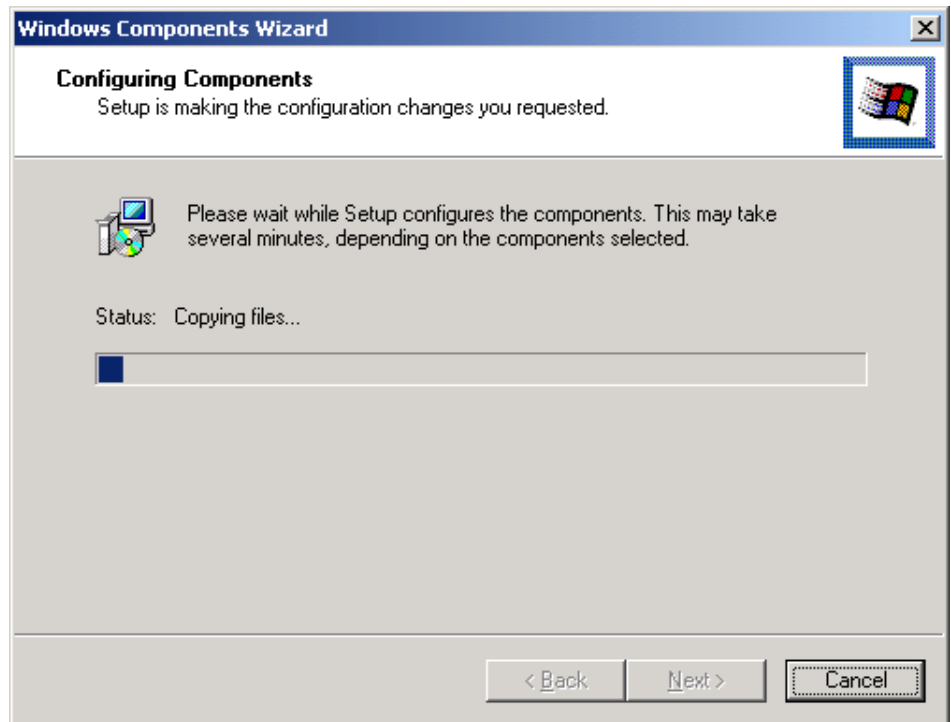 Windows Components Wizard
Configuring Components
Setup is making the configuration changes you requested.
Please wait while Setup configures the components. This may take
several minutes, depending on the components selected.
Status: Copying files...
< Back Next > Cancel